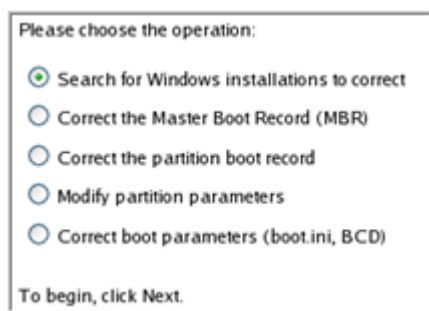 Please choose the operation:
Search for Windows installations to correct
Correct the Master Boot Record (MBR)
Correct the partition boot record
Modify partition parameters
Correct boot parameters (boot.ini, BCD)
To begin, click Next.